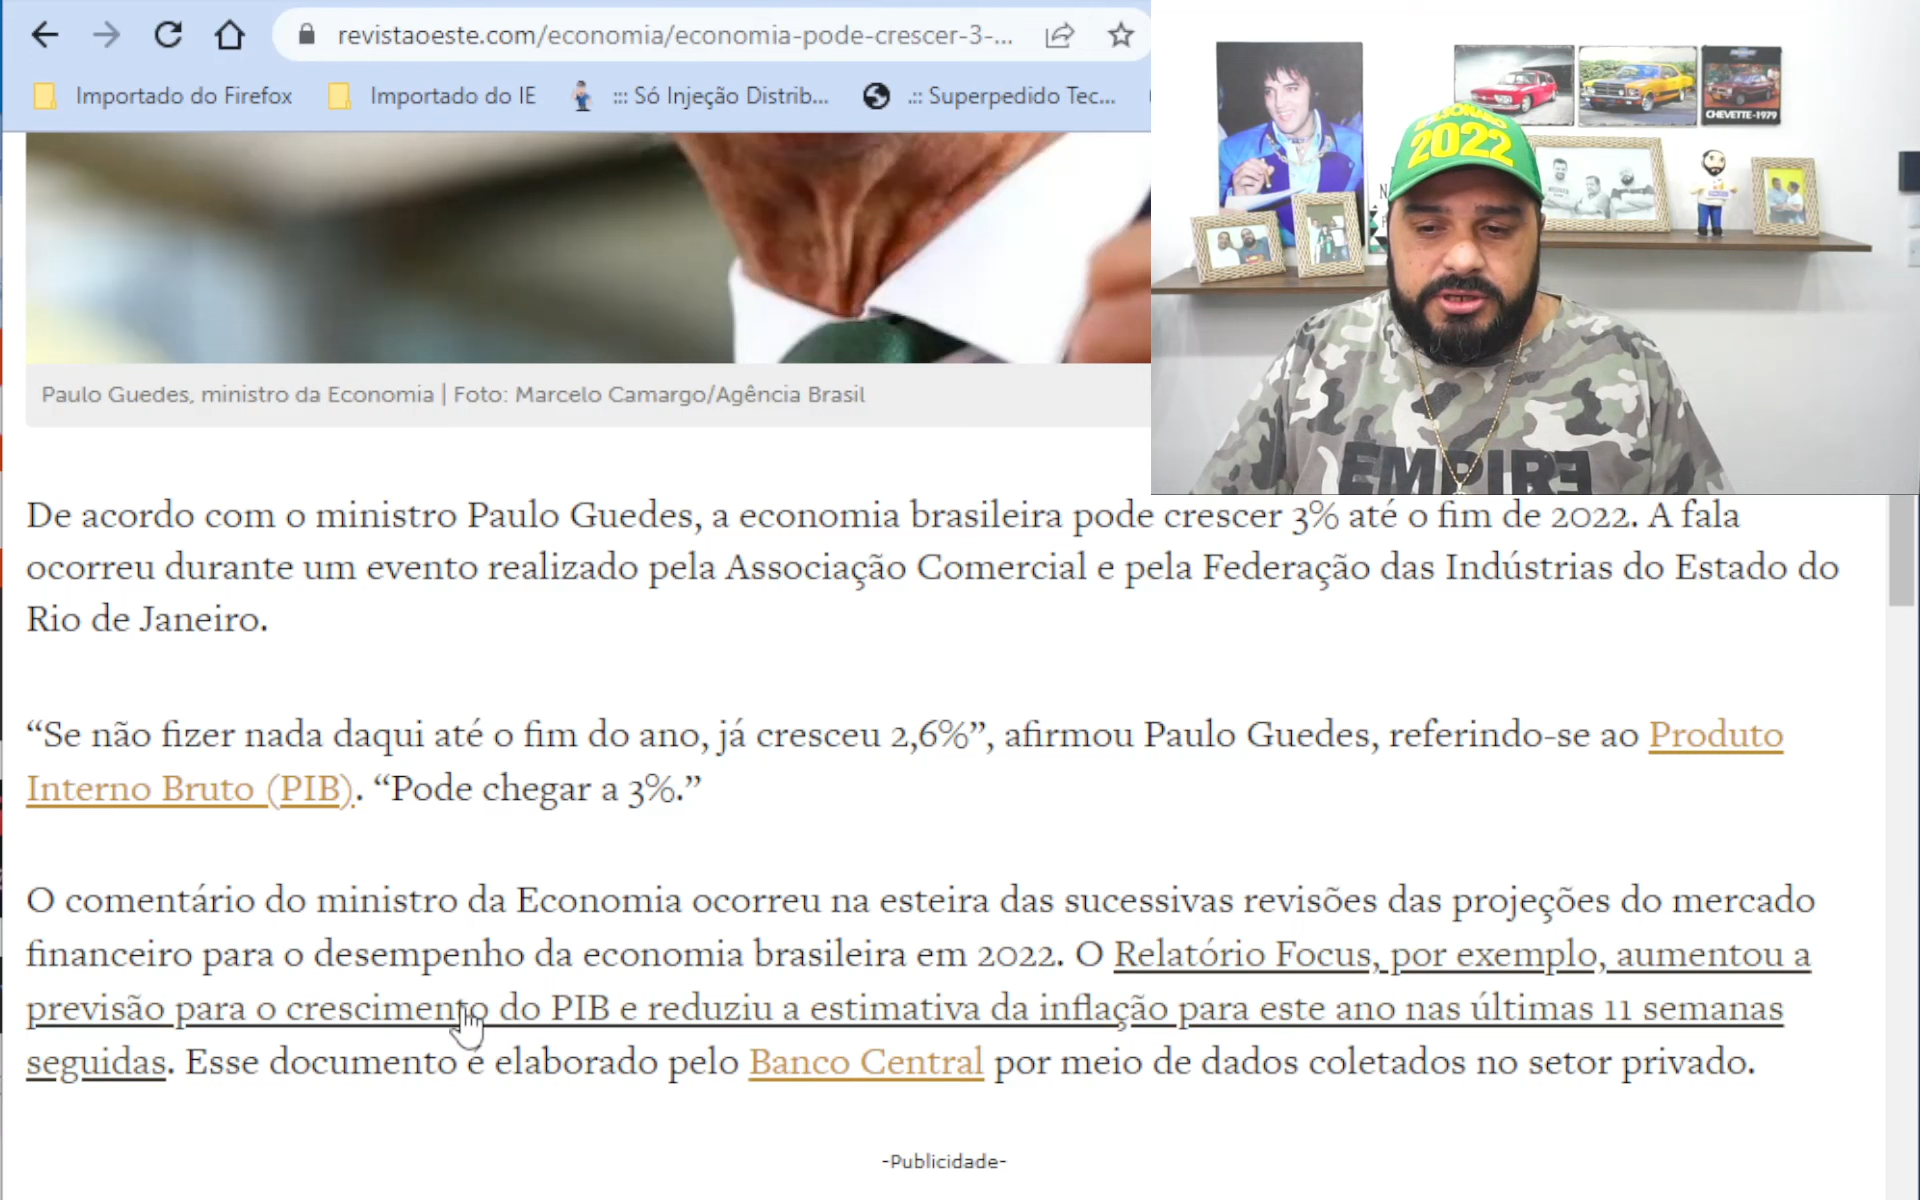 revistaoeste.com/economia/economia-pode-crescer-3-...
Importado do Firefox
Importado do IE
::: Só Injeção Distrib...
.:: Superpedido Tec...
CHEVETTE-1979
2022
EMPIRE
Paulo Guedes, ministro da Economia | Foto: Marcelo Camargo/Agência Brasil
De acordo com o ministro Paulo Guedes, a economia brasileira pode crescer 3% até o fim de 2022. A fala
ocorreu durante um evento realizado pela Associação Comercial e pela Federação das Indústrias do Estado do
Rio de Janeiro.
“Se não fizer nada daqui até o fim do ano, já cresceu 2,6%”, afirmou Paulo Guedes, referindo-se ao Produto
Interno Bruto (PIB). “Pode chegar a 3%.”
O comentário do ministro da Economia ocorreu na esteira das sucessivas revisões das projeções do mercado
financeiro para o desempenho da economia brasileira em 2022. O Relatório Focus, por exemplo, aumentou a
previsão para o crescimento do PIB e reduziu a estimativa da inflação para este ano nas últimas 11 semanas
seguidas. Esse documento é elaborado pelo Banco Central por meio de dados coletados no setor privado.
-Publicidade-